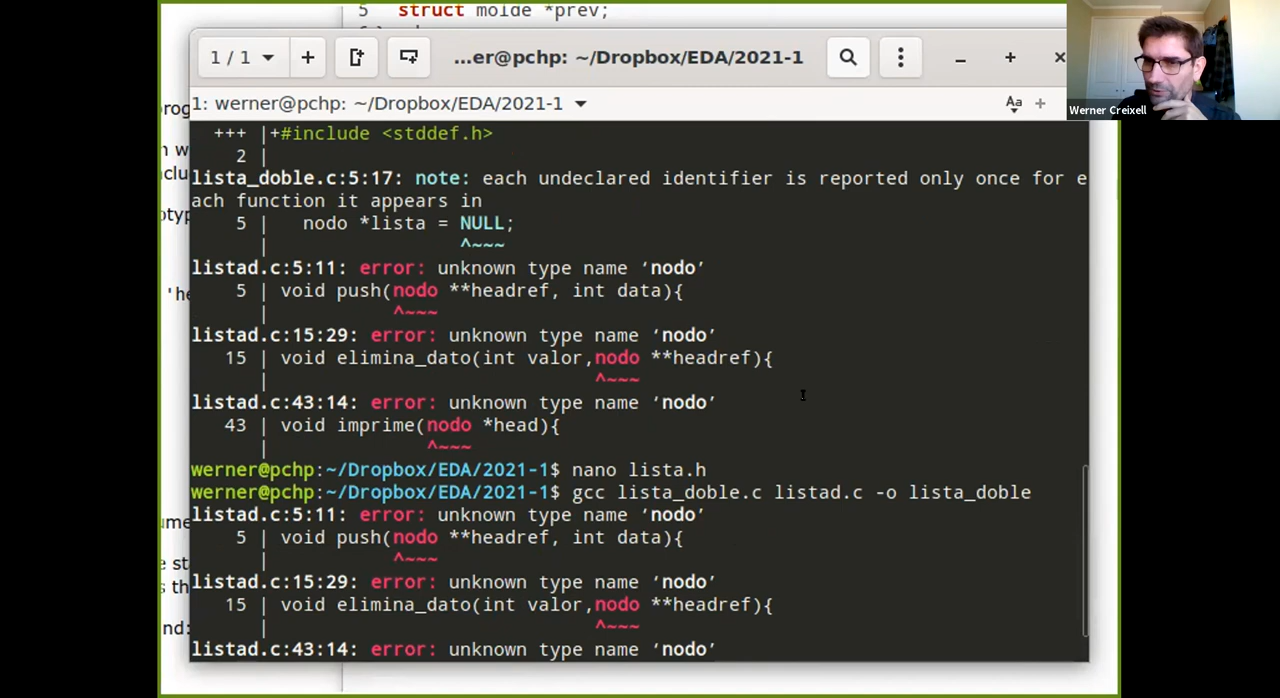 5 struct molde *prev;
1 / 1
...er@pchp: ~/Dropbox/EDA/2021-1
Werner Creixell
1: werner@pchp: ~/Dropbox/EDA/2021-1
Aa
+++ |+#include <stddef.h>
2 |
lista_doble.c:5:17: note: each undeclared identifier is reported only once for e
ach function it appears in
5 | nodo *lista = NULL;
| ^~~~
listad.c:5:11: error: unknown type name ‘nodo’
5 | void push(nodo **headref, int data){
| ^~~~
listad.c:15:29: error: unknown type name ‘nodo’
15 | void elimina_dato(int valor,nodo **headref){
| ^~~~
listad.c:43:14: error: unknown type name ‘nodo’
43 | void imprime(nodo *head){
| ^~~~
werner@pchp:~/Dropbox/EDA/2021-1$ nano lista.h
werner@pchp:~/Dropbox/EDA/2021-1$ gcc lista_doble.c listad.c -o lista_doble
listad.c:5:11: error: unknown type name ‘nodo’
5 | void push(nodo **headref, int data){
| ^~~~
listad.c:15:29: error: unknown type name ‘nodo’
15 | void elimina_dato(int valor,nodo **headref){
| ^~~~
listad.c:43:14: error: unknown type name ‘nodo’